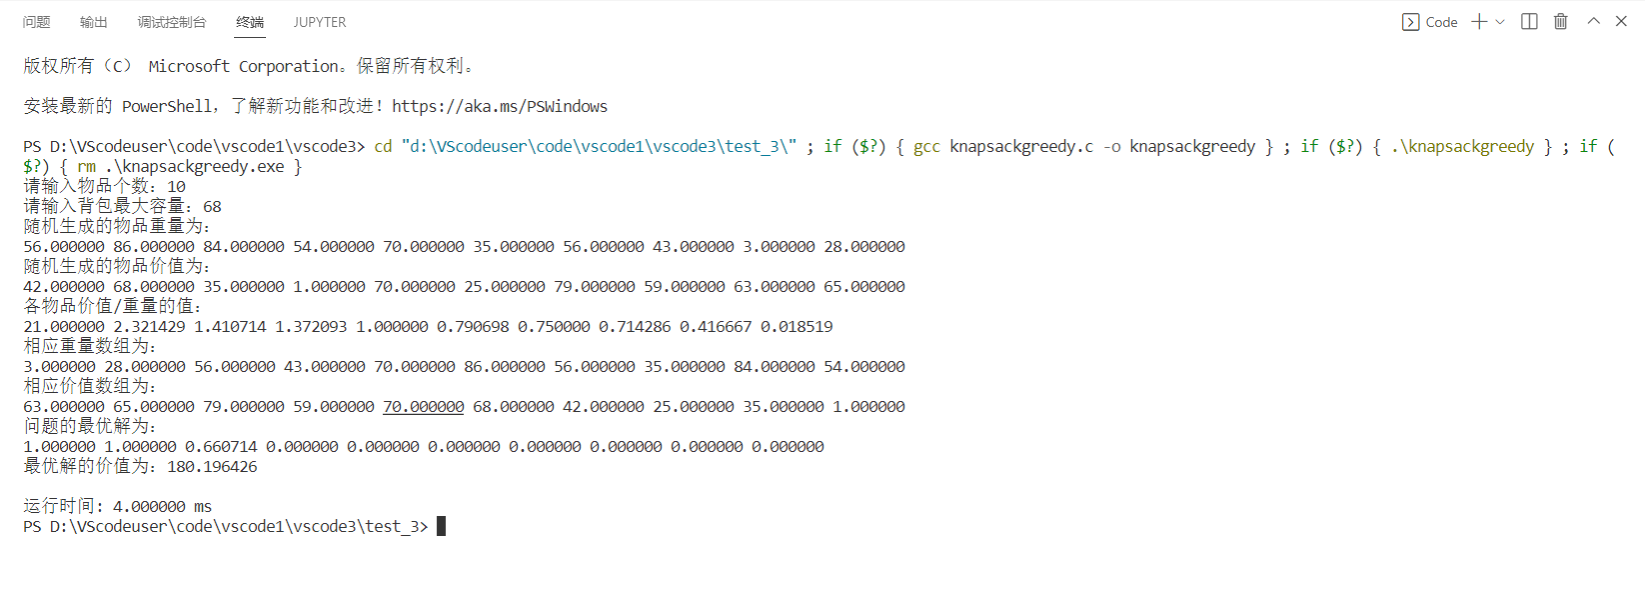 问题 输出 调试控制台 终端 JUPYTER Code
版权所有 (C) Microsoft Corporation。保留所有权利。
安装最新的 PowerShell，了解新功能和改进！https://aka.ms/PSWindows
PS D:\VScodeuser\code\vscode1\vscode3> cd "d:\VScodeuser\code\vscode1\vscode3\test_3\" ; if ($?) { gcc knapsackgreedy.c -o knapsackgreedy } ; if ($?) { .\knapsackgreedy } ; if (
$?) { rm .\knapsackgreedy.exe }
请输入物品个数：10
请输入背包最大容量：68
随机生成的物品重量为：
56.000000 86.000000 84.000000 54.000000 70.000000 35.000000 56.000000 43.000000 3.000000 28.000000
随机生成的物品价值为：
42.000000 68.000000 35.000000 1.000000 70.000000 25.000000 79.000000 59.000000 63.000000 65.000000
各物品价值/重量的值：
21.000000 2.321429 1.410714 1.372093 1.000000 0.790698 0.750000 0.714286 0.416667 0.018519
相应重量数组为：
3.000000 28.000000 56.000000 43.000000 70.000000 86.000000 56.000000 35.000000 84.000000 54.000000
相应价值数组为：
63.000000 65.000000 79.000000 59.000000 70.000000 68.000000 42.000000 25.000000 35.000000 1.000000
问题的最优解为：
1.000000 1.000000 0.660714 0.000000 0.000000 0.000000 0.000000 0.000000 0.000000 0.000000
最优解的价值为：180.196426
运行时间：4.000000 ms
PS D:\VScodeuser\code\vscode1\vscode3\test_3>